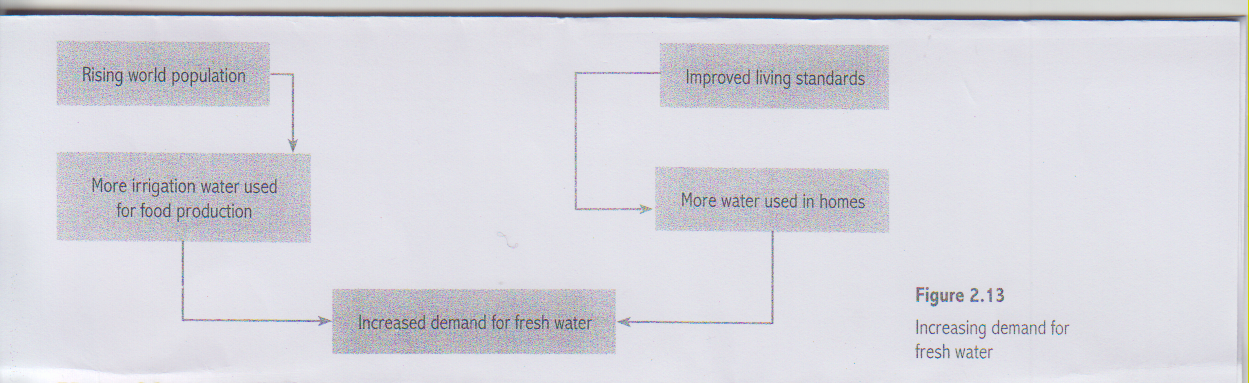 Rising world population
Improved living standards
More irrigation water used
for food production
More water used in homes
Increased demand for fresh water
Figure 2.13
Increasing demand for
fresh water